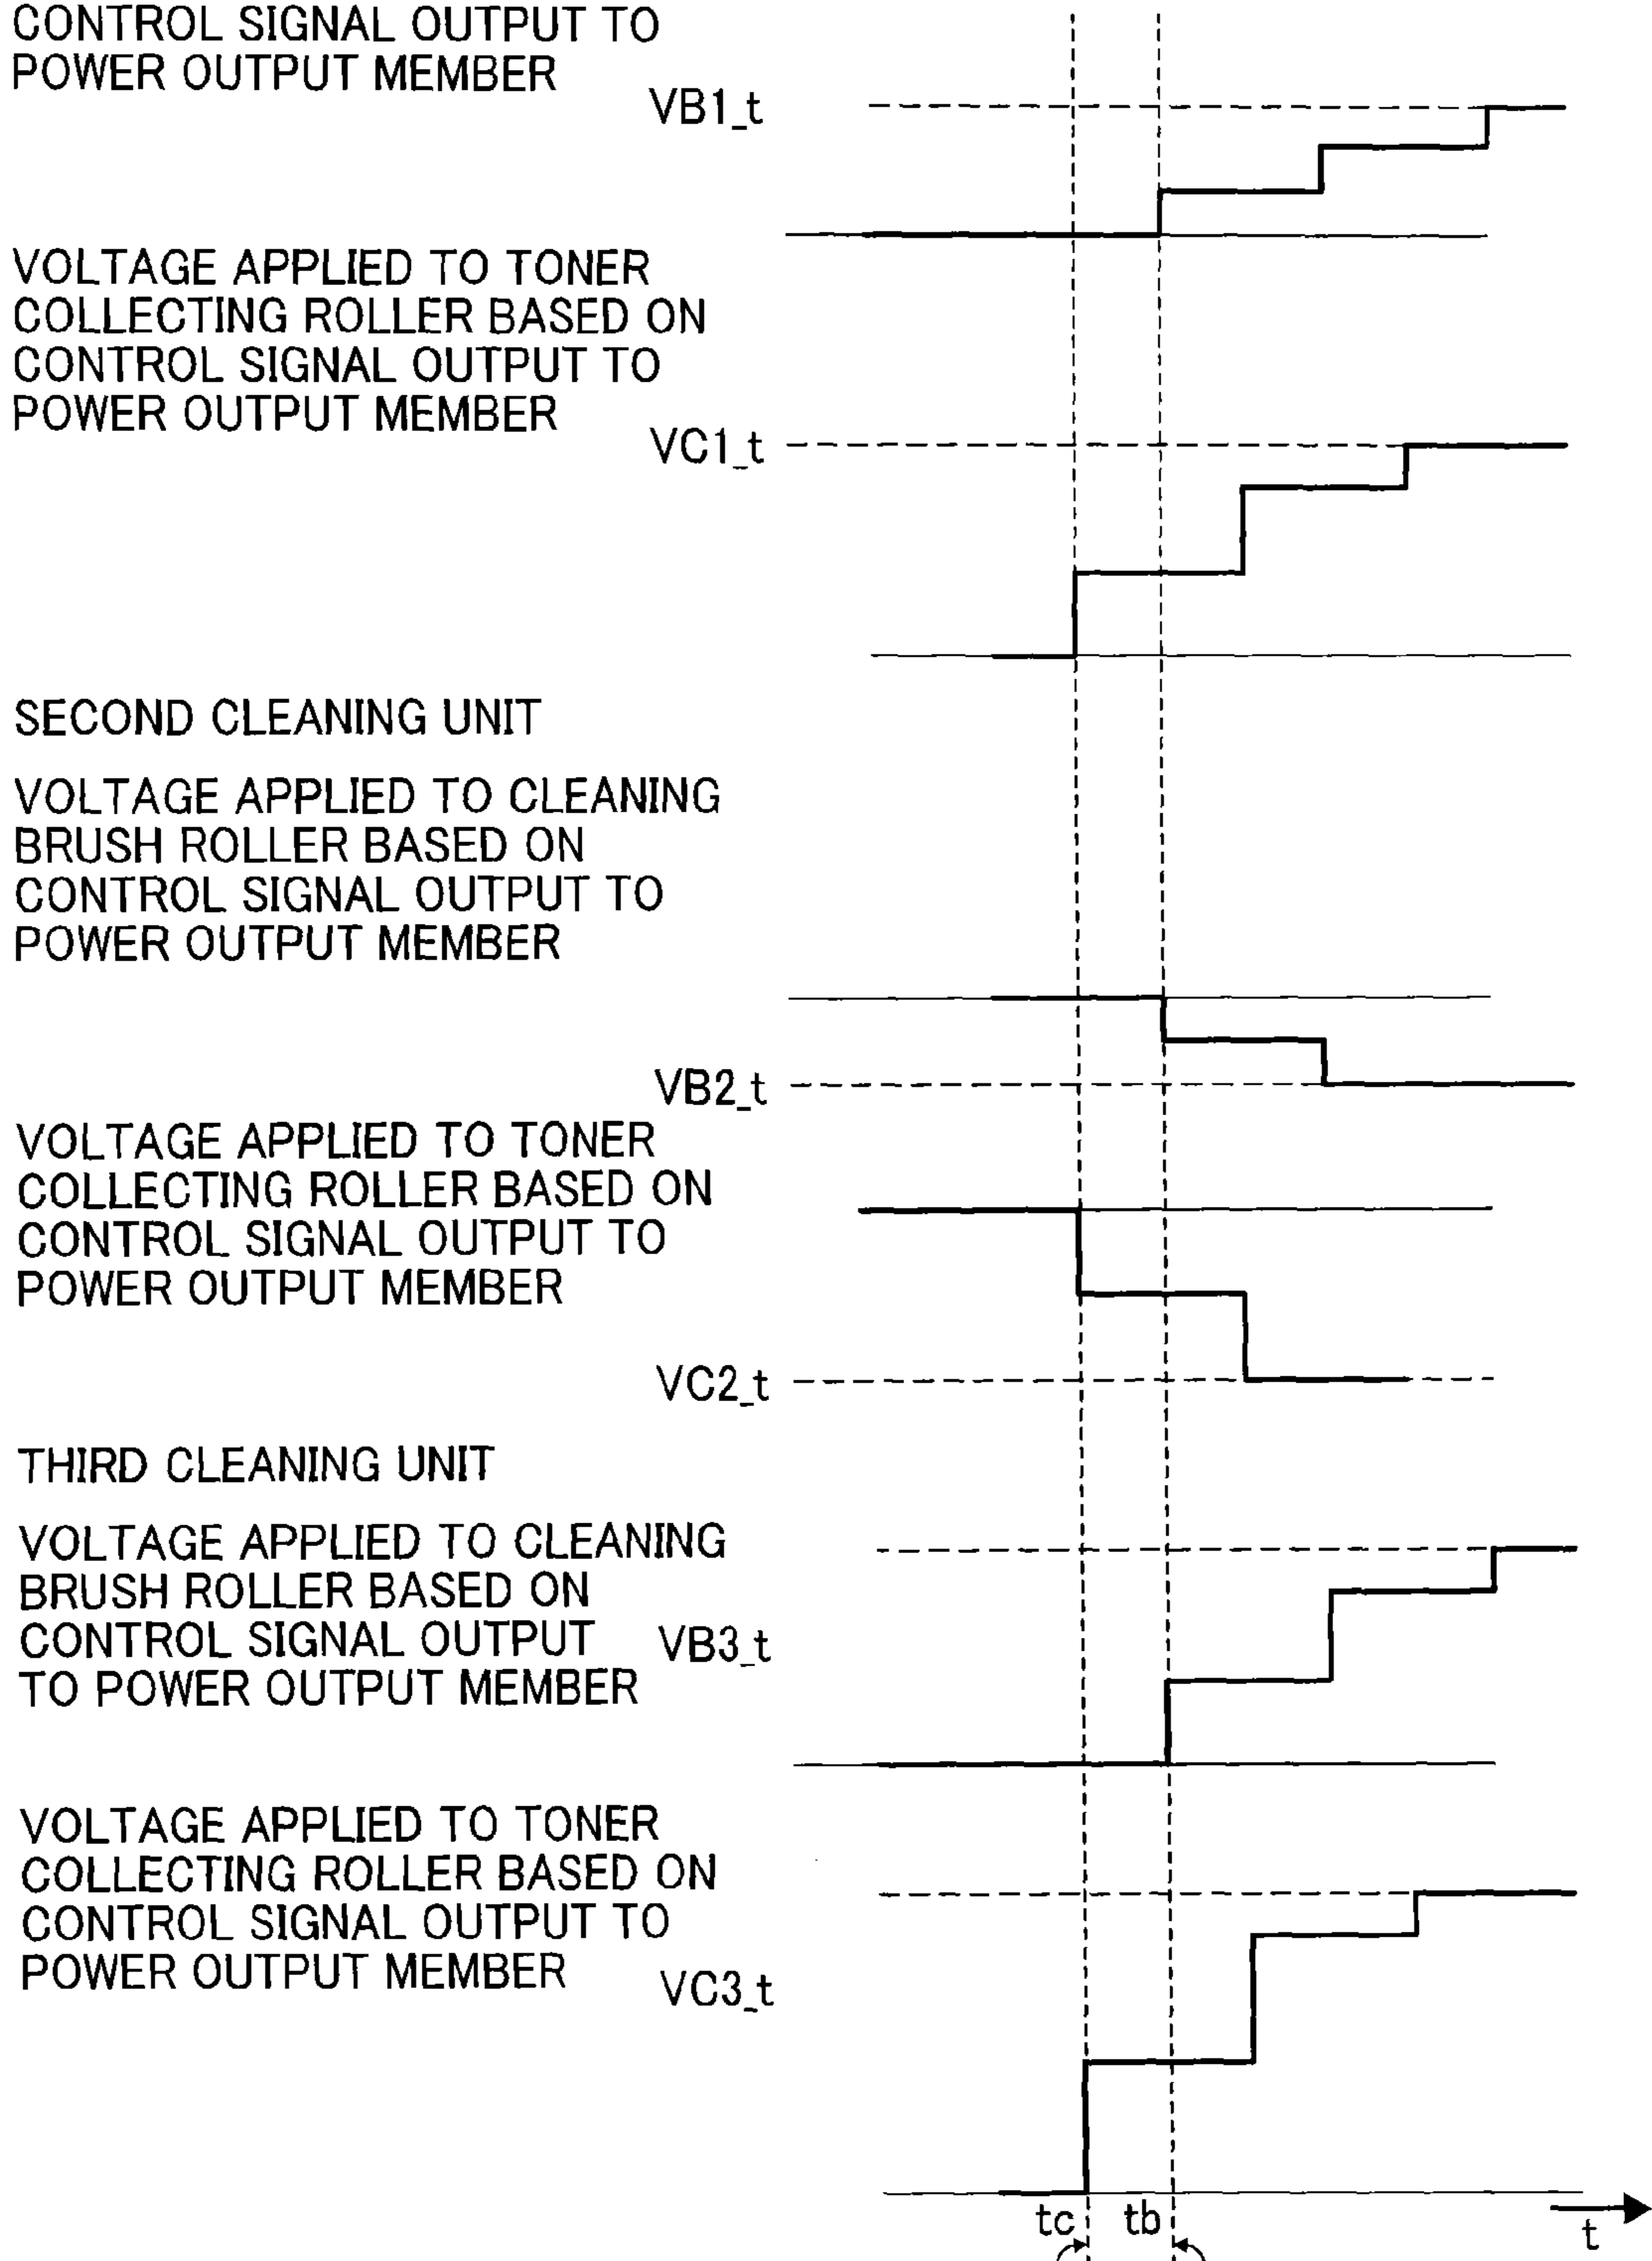 CONTROL SIGNAL OUTPUT TO
POWER OUTPUT MEMBER
VB1_t
VOLTAGE APPLIED TO TONER
COLLECTING ROLLER BASED ON
CONTROL SIGNAL OUTPUT TO
POWER OUTPUT MEMBER
VC1_t
SECOND CLEANING UNIT
VOLTAGE APPLIED TO CLEANING
BRUSH ROLLER BASED ON
CONTROL SIGNAL OUTPUT TO
POWER OUTPUT MEMBER
VB2_t
VOLTAGE APPLIED TO TONER
COLLECTING ROLLER BASED ON
CONTROL SIGNAL OUTPUT TO
POWER OUTPUT MEMBER
VC2_t
THIRD CLEANING UNIT
VOLTAGE APPLIED TO CLEANING
BRUSH ROLLER BASED ON
CONTROL SIGNAL OUTPUT VB3_t
TO POWER OUTPUT MEMBER
VOLTAGE APPLIED TO TONER
COLLECTING ROLLER BASED ON
CONTROL SIGNAL OUTPUT TO
POWER OUTPUT MEMBER VC3_t
tc tb t